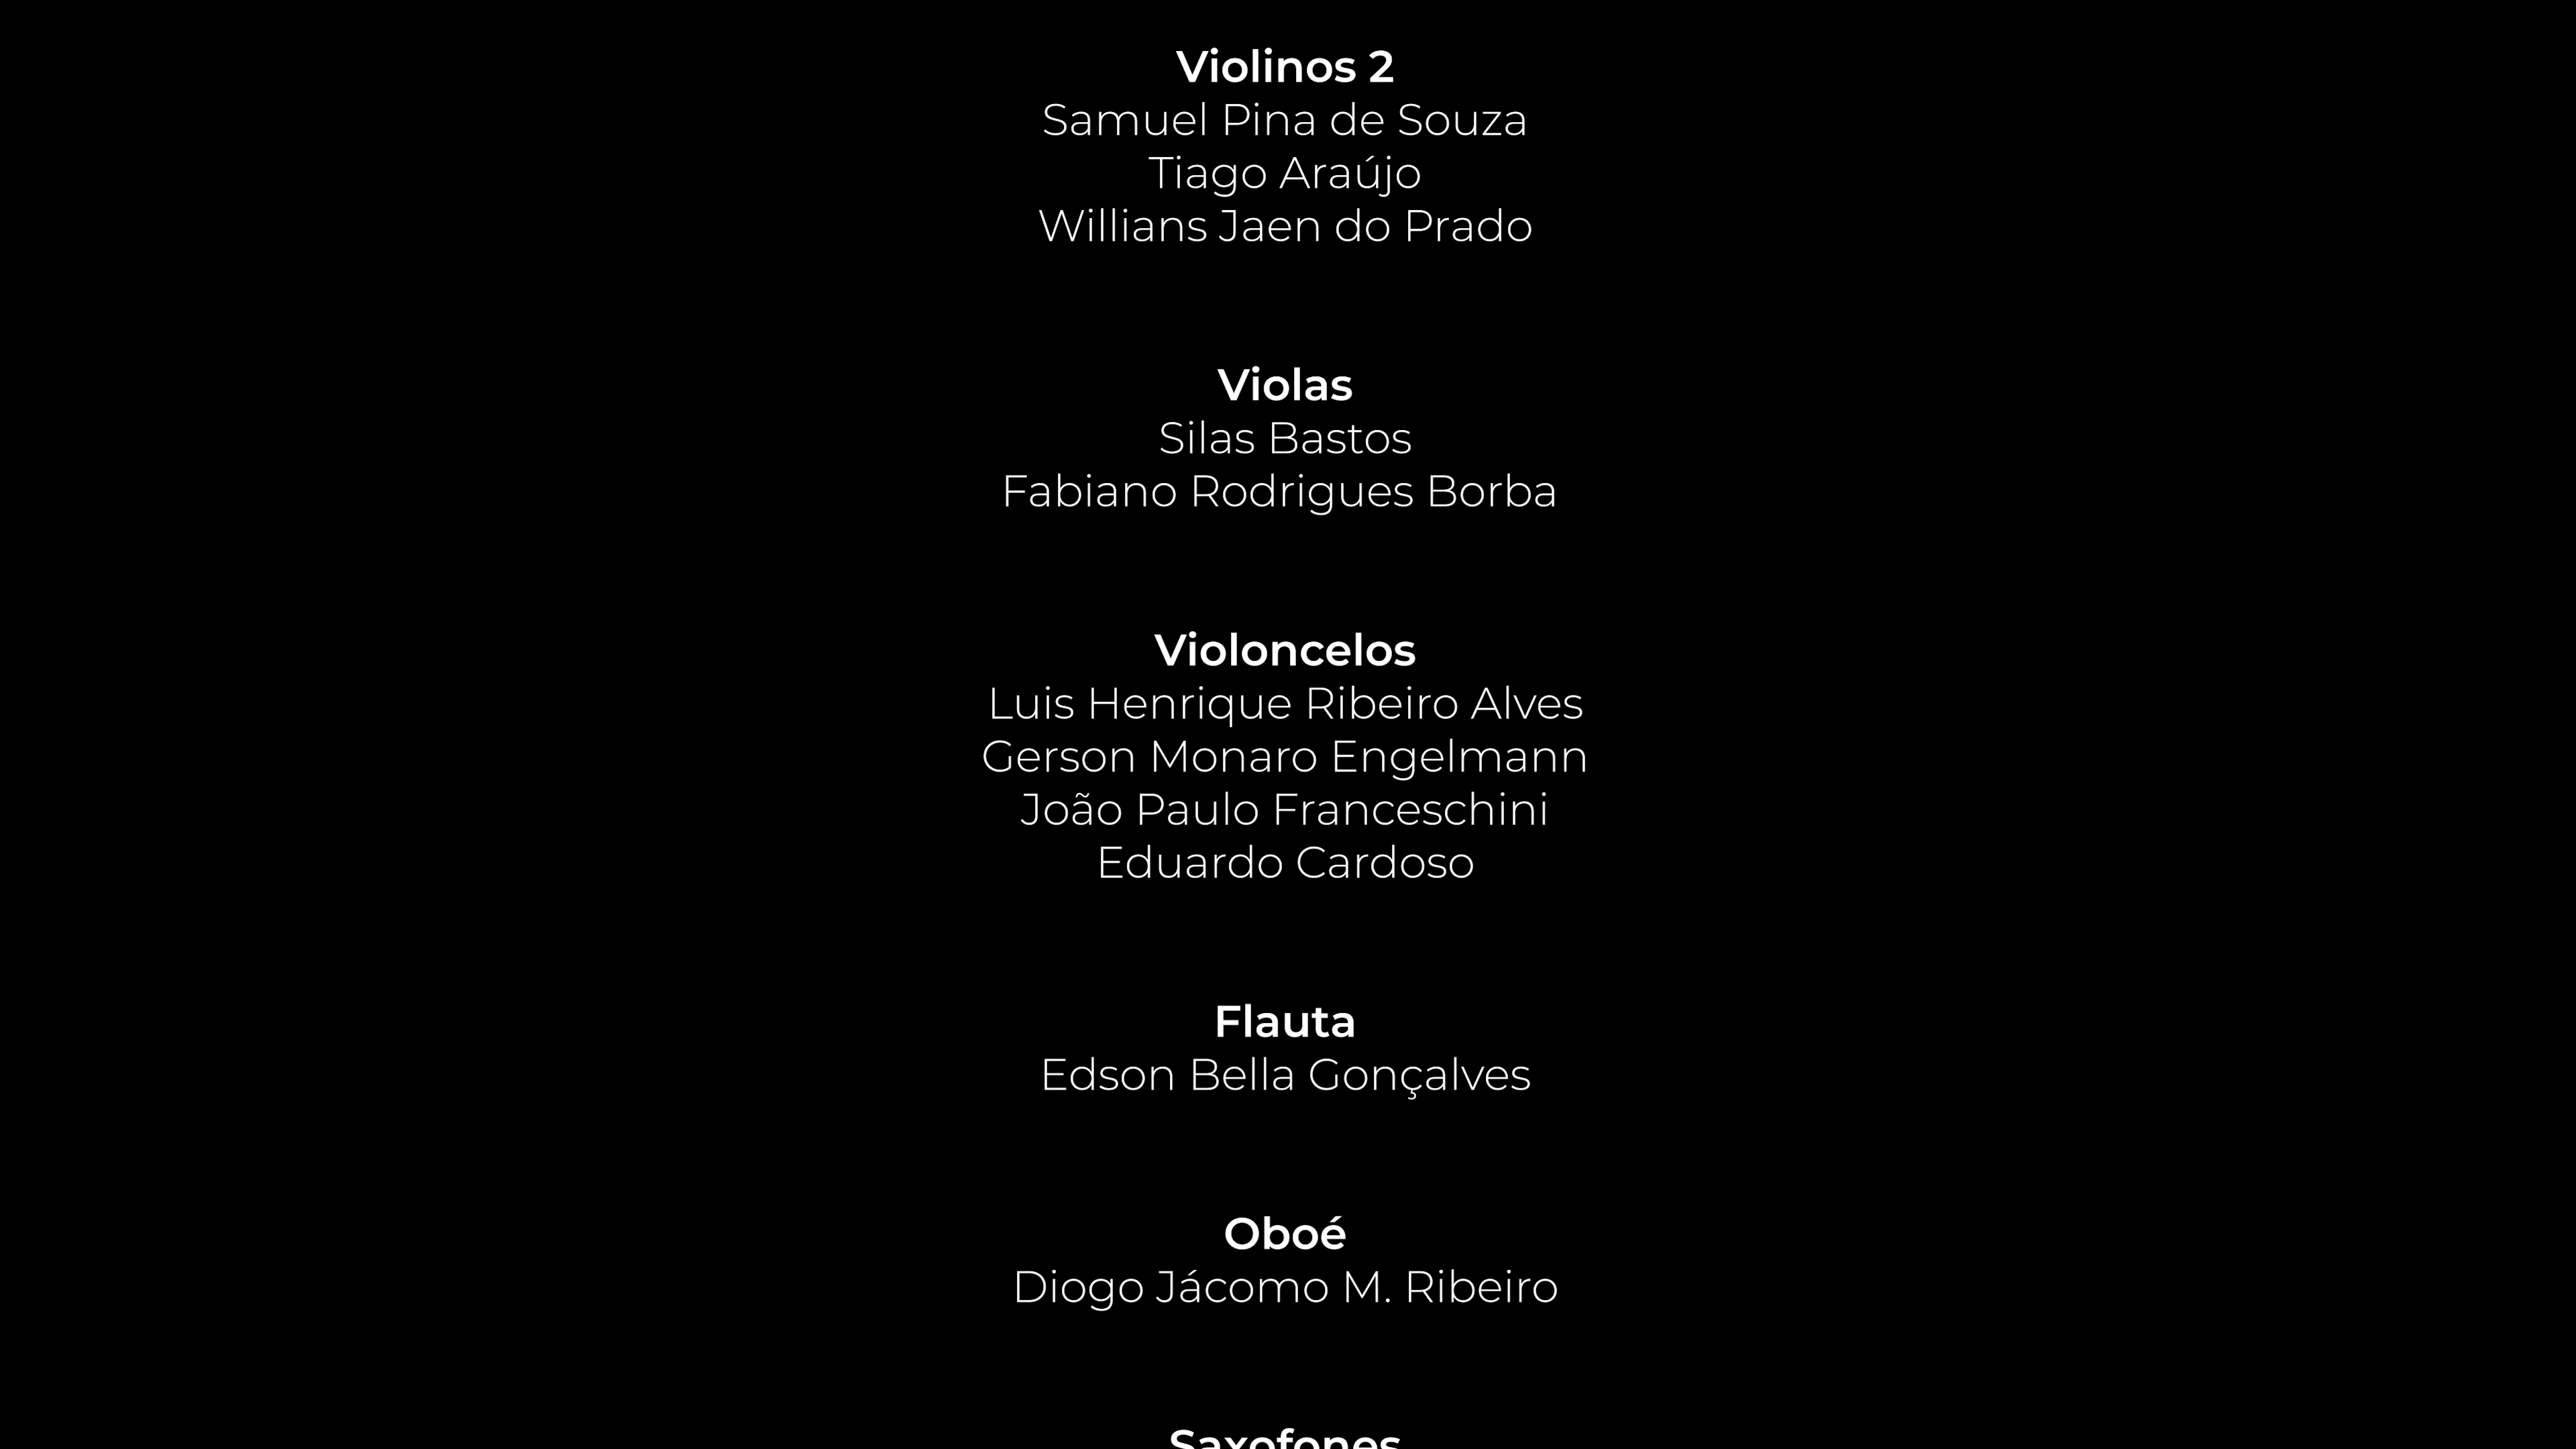 Violinos 2
Samuel Pina de Souza
Tiago Araújo
Willians Jaen do Prado
Violas
Silas Bastos
Fabiano Rodrigues Borba
Violoncelos
Luis Henrique Ribeiro Alves
Gerson Monaro Engelmann
João Paulo Franceschini
Eduardo Cardoso
Flauta
Edson Bella Gonçalves
Oboé
Diogo Jácomo M. Ribeiro
Saxofones